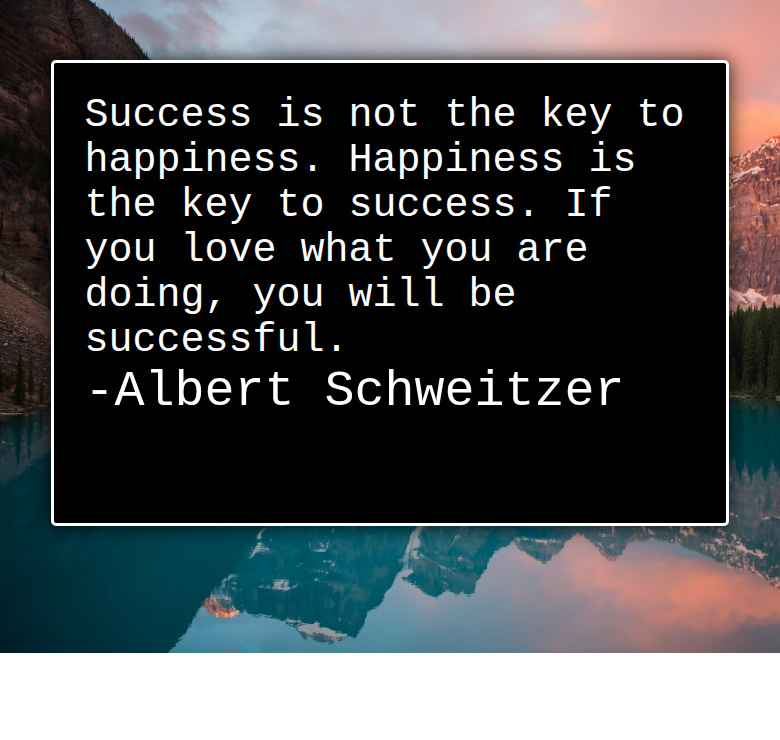 Success is not the key to
happiness. Happiness is
the key to success. If
you love what you are
doing, you will be
successful.
-Albert Schweitzer